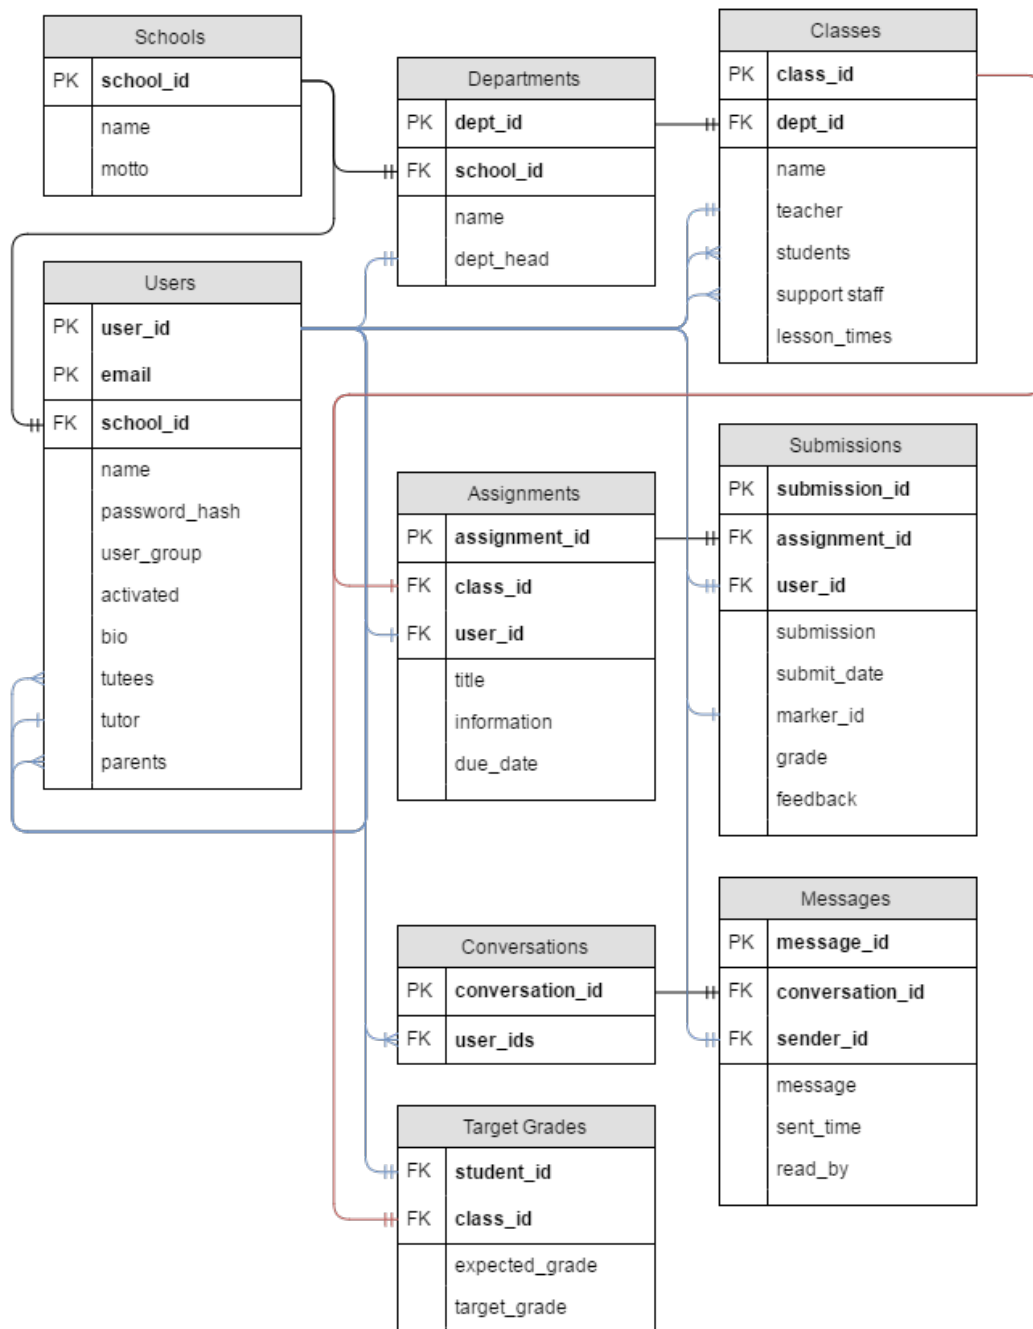 Schools
PK school_id
name
motto
Departments
PK dept_id
FK school_id
name
dept_head
Classes
PK class_id
FK dept_id
name
teacher
students
support staff
lesson_times
Users
PK user_id
PK email
FK school_id
name
password_hash
user_group
activated
bio
tutees
tutor
parents
Assignments
PK assignment_id
FK class_id
FK user_id
title
information
due_date
Submissions
PK submission_id
FK assignment_id
FK user_id
submission
submit_date
marker_id
grade
feedback
Conversations
PK conversation_id
FK user_ids
Messages
PK message_id
FK conversation_id
FK sender_id
message
sent_time
read_by
Target Grades
FK student_id
FK class_id
expected_grade
target_grade